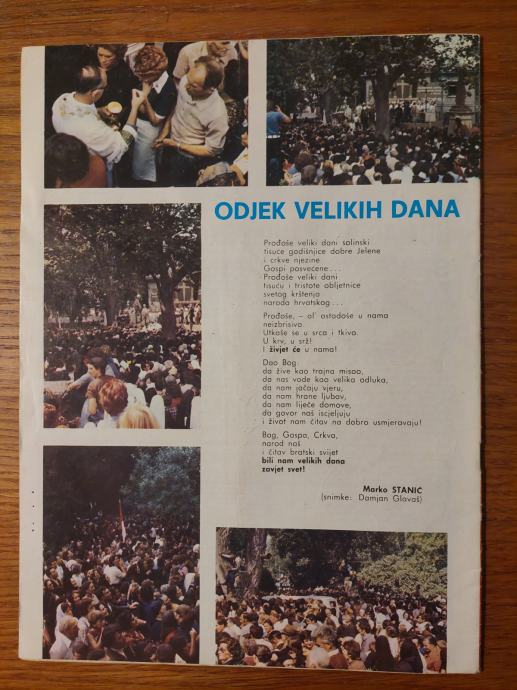 ODJEK VELIKIH DANA
Prođoše veliki dani solinski
tisuće godišnjice dobre Jelene
i crkve njezine
Gospi posvećene...
Prođoše veliki dani
tisuću i tristote obljetnice
svetog krštenja
naroda hrvatskog...
Prođoše, – al' ostadoše u nama
neizbrisivo.
Utkaše se u srca i tkiva.
U krv, u srž!
I živjet će u nama!
Dao Bog:
da žive kao trajna misao,
da nas vode kao velika odluka,
da nam jačaju vjeru,
da nam hrane ljubav,
da nam liječe domove,
da govor naš iscjeljuju
i život nam čitav na dobro usmjeravaju!
Bog, Gospa, Crkva,
narod naš
i čitav bratski svijet
bili nam velikih dana
zavjet svet!
Marko STANIĆ
(snimke: Damjan Glavaš)